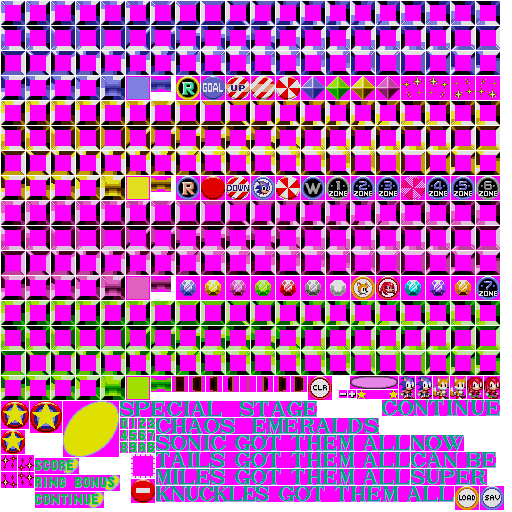 R GOAL UP
R DOWN W 1 ZONE 2 ZONE 3 ZONE 4 ZONE 5 ZONE 6 ZONE
7 ZONE
CLR
SPECIAL STAGE CONTINUE
CHAOS EMERALDS
SONIC GOT THEM ALL NOW
TAILS GOT THEM ALL CAN BE
MILES GOT THEM ALL SUPER
SCORE
RING BONUS
KNUCKLES GOT THEM ALL LOAD SAV
CONTINUE